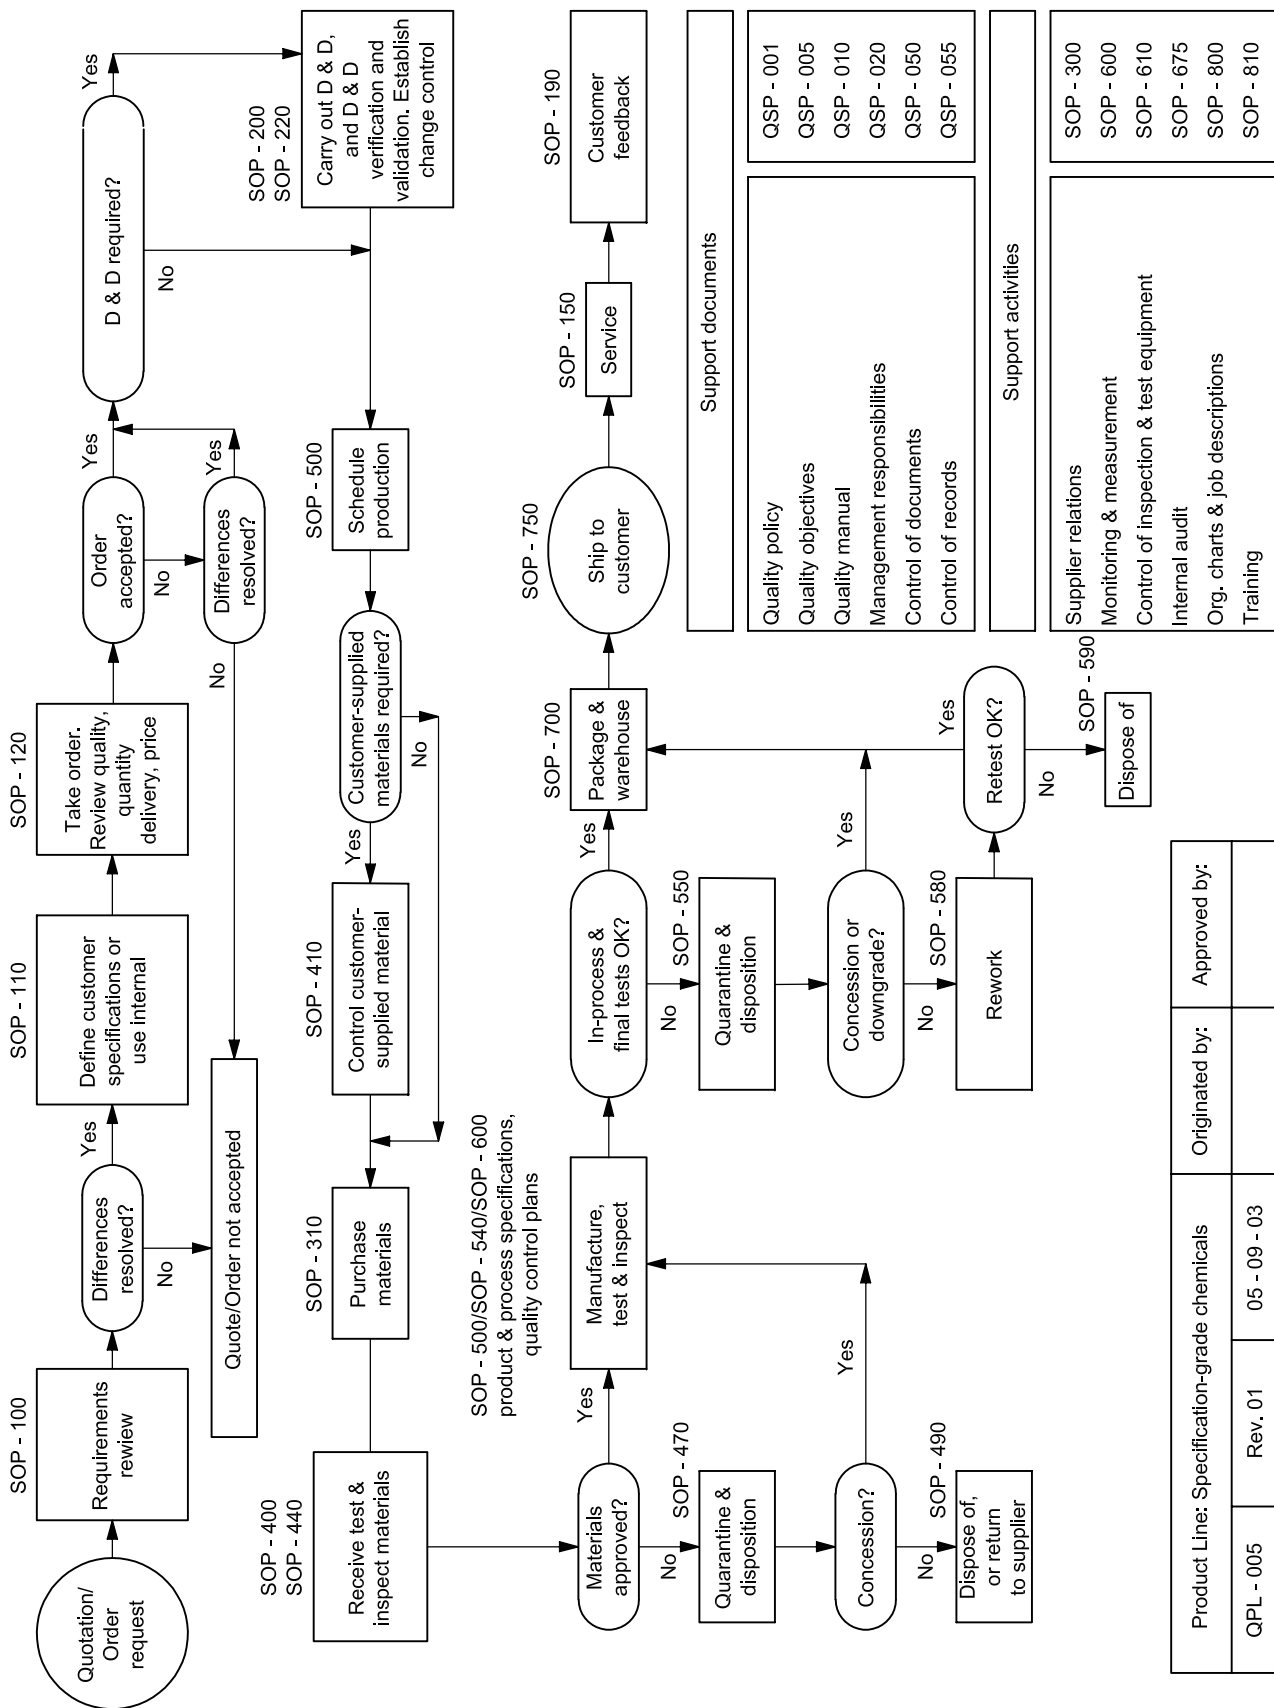 SOP - 100
SOP - 110
SOP - 120
Quotation/
Order
request
Requirements
rewiew
Differences
resolved?
Yes
No
Define customer
specifications or
use internal
Take order.
Review quality,
quantity
delivery, price
Order
accepted?
Yes
No
Differences
resolved?
Yes
No
Quote/Order not accepted
D & D required?
Yes
No
SOP - 200
SOP - 220
Carry out D & D,
and D & D
verification and
validation. Establish
change control
SOP - 500
Schedule
production
Customer-supplied
materials required?
Yes
No
SOP - 410
Control customer-
supplied material
SOP - 310
Purchase
materials
SOP - 400
SOP - 440
Receive test &
inspect materials
Materials
approved?
Yes
No
SOP - 470
Quarantine &
disposition
Concession?
Yes
No
SOP - 490
Dispose of,
or return
to supplier
SOP - 500/SOP - 540/SOP - 600
product & process specifications,
quality control plans
Manufacture,
test & inspect
In-process &
final tests OK?
Yes
No
SOP - 550
Quarantine &
disposition
Concession or
downgrade?
Yes
No
SOP - 580
Rework
Retest OK?
Yes
No
SOP - 590
Dispose of
SOP - 700
Package &
warehouse
SOP - 750
Ship to
customer
SOP - 150
Service
SOP - 190
Customer
feedback
Support documents
Quality policy QSP - 001
Quality objectives QSP - 005
Quality manual QSP - 010
Management responsibilities QSP - 020
Control of documents QSP - 050
Control of records QSP - 055
Support activities
Supplier relations SOP - 300
Monitoring & measurement SOP - 600
Control of inspection & test equipment SOP - 610
Internal audit SOP - 675
Org. charts & job descriptions SOP - 800
Training SOP - 810
Product Line: Specification-grade chemicals Originated by: Approved by:
QPL - 005 Rev. 01 05 - 09 - 03